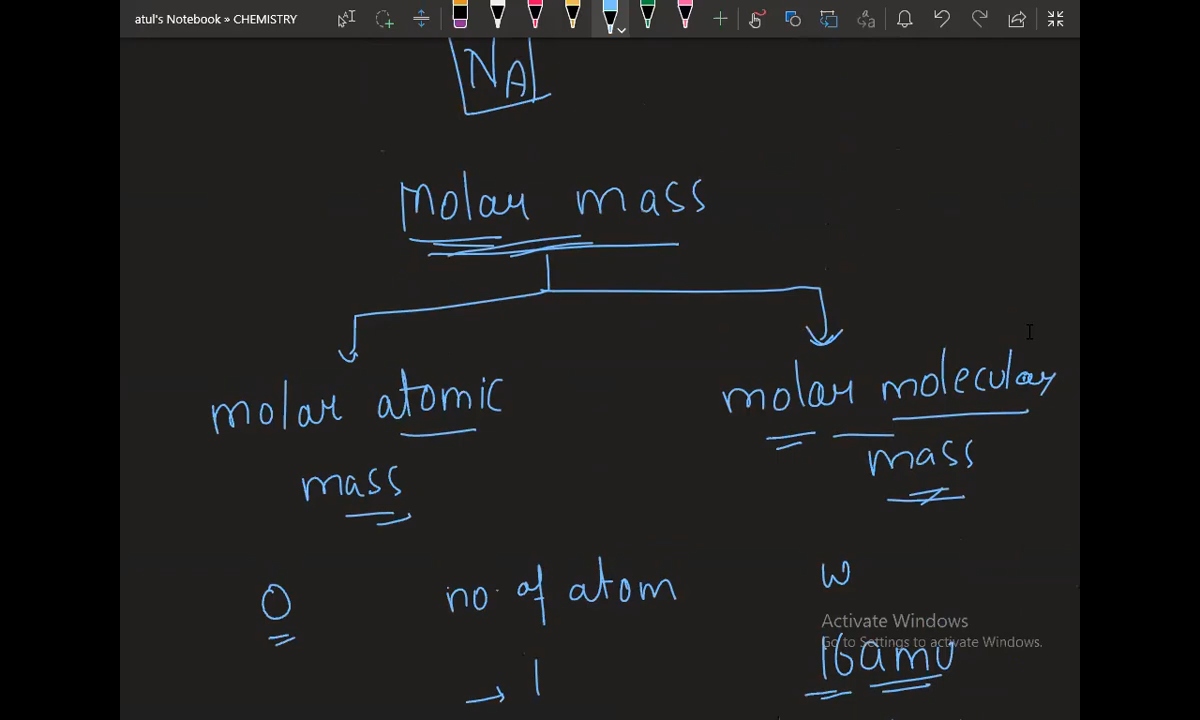 atul's Notebook » CHEMISTRY
NA
Molar mass
molar atomic
mass
molar molecular
mass
O no. of atom w
Activate Windows
Go to Settings to activate Windows.
→ 1 16amu